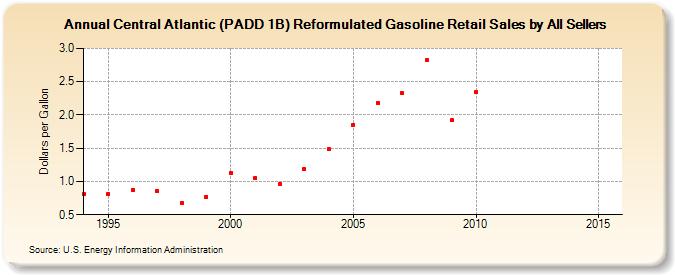 Annual Central Atlantic (PADD 1B) Reformulated Gasoline Retail Sales by All Sellers
Dollars per Gallon
3.0
2.5
2.0
1.5
1.0
0.5
1995 2000 2005 2010 2015
Source: U.S. Energy Information Administration